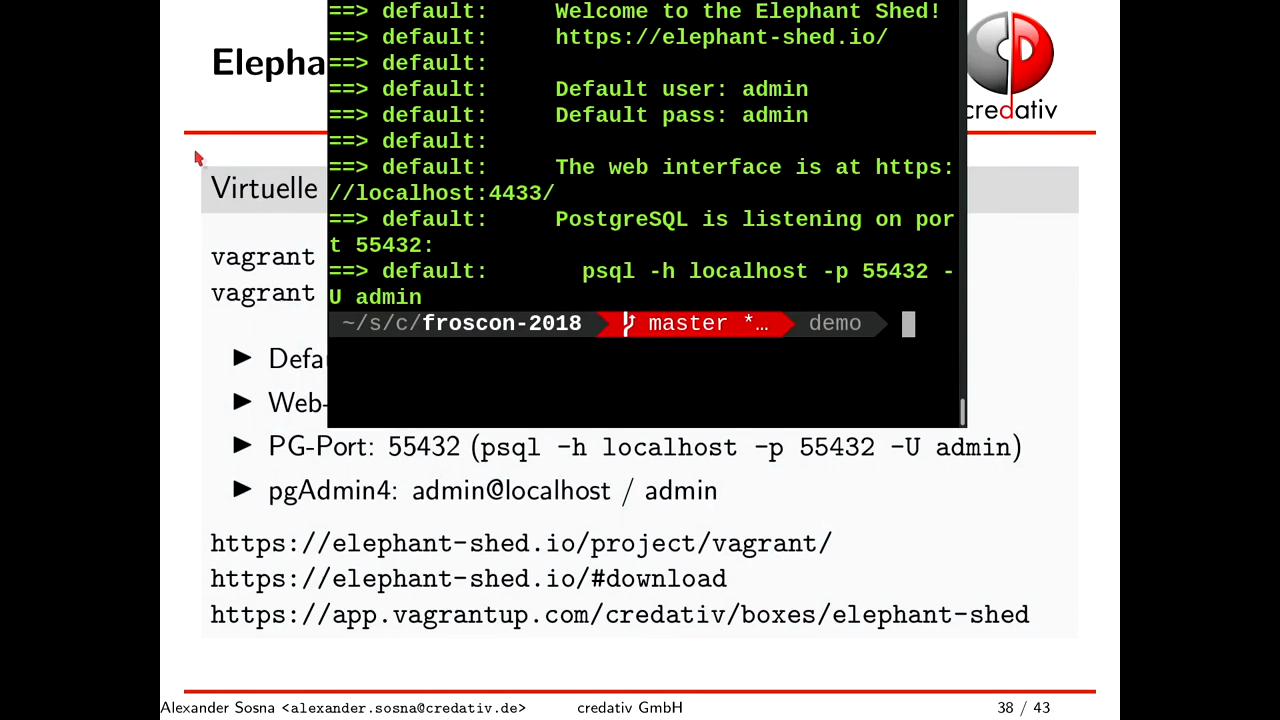 ==> default:     Welcome to the Elephant Shed!
==> default:     https://elephant-shed.io/
==> default:
==> default:     Default user: admin
==> default:     Default pass: admin
==> default:
==> default:     The web interface is at https:
//localhost:4433/
==> default:     PostgreSQL is listening on por
t 55432:
==> default:       psql -h localhost -p 55432 -
U admin
~/s/c/froscon-2018 master *… demo
Elepha
credativ
Virtuelle
vagrant
vagrant
▶ Defau
▶ Web-
▶ PG-Port: 55432 (psql -h localhost -p 55432 -U admin)
▶ pgAdmin4: admin@localhost / admin
https://elephant-shed.io/project/vagrant/
https://elephant-shed.io/#download
https://app.vagrantup.com/credativ/boxes/elephant-shed
Alexander Sosna <alexander.sosna@credativ.de> credativ GmbH 38 / 43